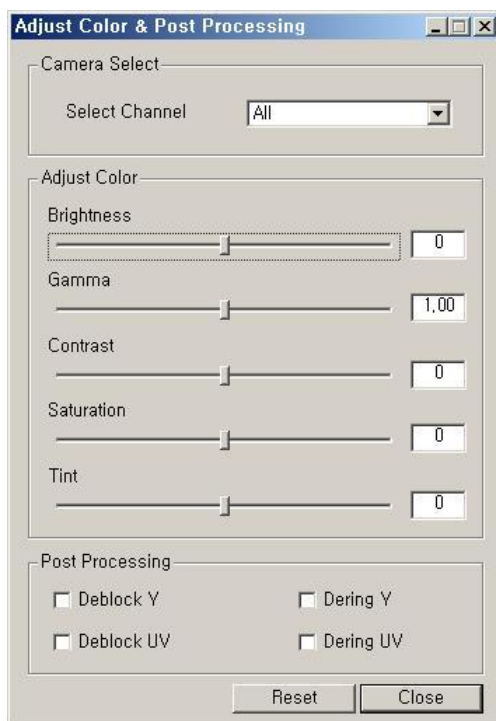 Adjust Color & Post Processing
Camera Select
Select Channel All
Adjust Color
Brightness
0
Gamma
1,00
Contrast
0
Saturation
0
Tint
0
Post Processing
Deblock Y Dering Y
Deblock UV Dering UV
Reset Close